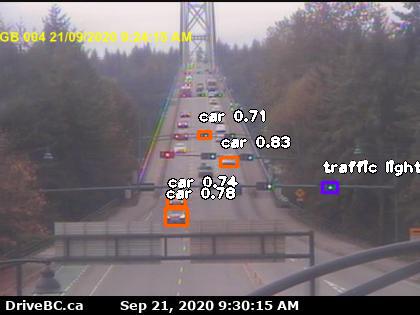 GB 004 21/09/2020 9:30:15 AM
car 0.71
car 0.83
traffic light
car 0.74
car 0.78
DriveBC.ca Sep 21, 2020 9:30:15 AM